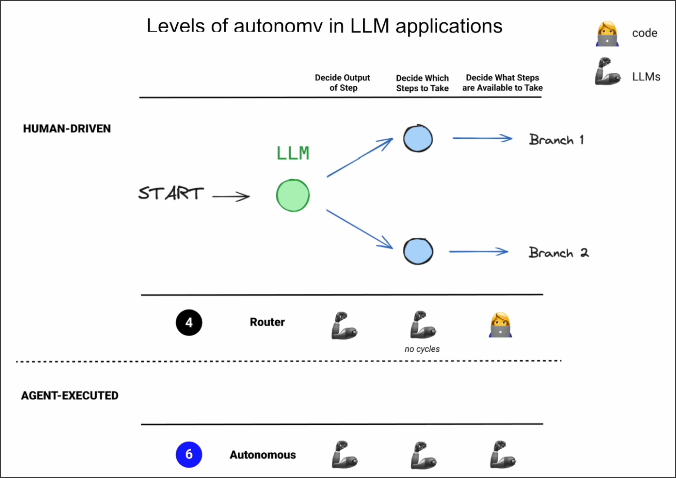 Levels of autonomy in LLM applications
code
LLMs
Decide Output
of Step
Decide Which
Steps to Take
Decide What Steps
are Available to Take
HUMAN-DRIVEN
LLM
START
Branch 1
Branch 2
4
Router
no cycles
AGENT-EXECUTED
6
Autonomous